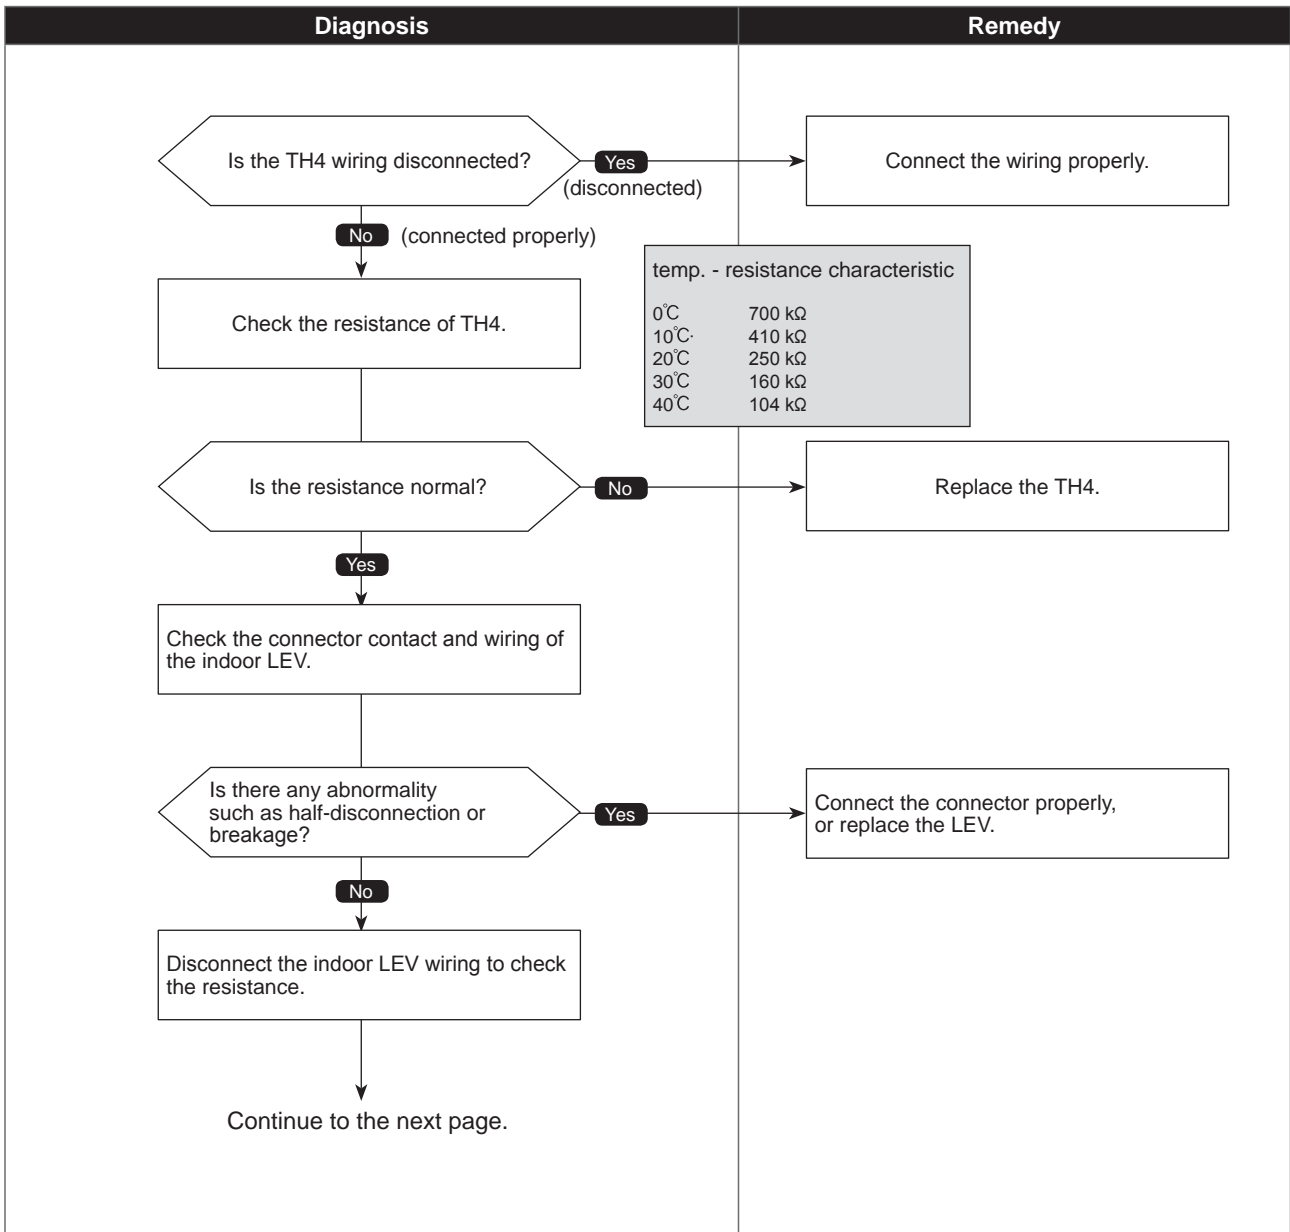 Diagnosis
Remedy
Is the TH4 wiring disconnected?
Yes
(disconnected)
Connect the wiring properly.
No
(connected properly)
temp. - resistance characteristic
0℃ 700 kΩ
10℃· 410 kΩ
20℃ 250 kΩ
30℃ 160 kΩ
40℃ 104 kΩ
Check the resistance of TH4.
Is the resistance normal?
No
Replace the TH4.
Yes
Check the connector contact and wiring of
the indoor LEV.
Is there any abnormality
such as half-disconnection or
breakage?
Yes
Connect the connector properly,
or replace the LEV.
No
Disconnect the indoor LEV wiring to check
the resistance.
Continue to the next page.